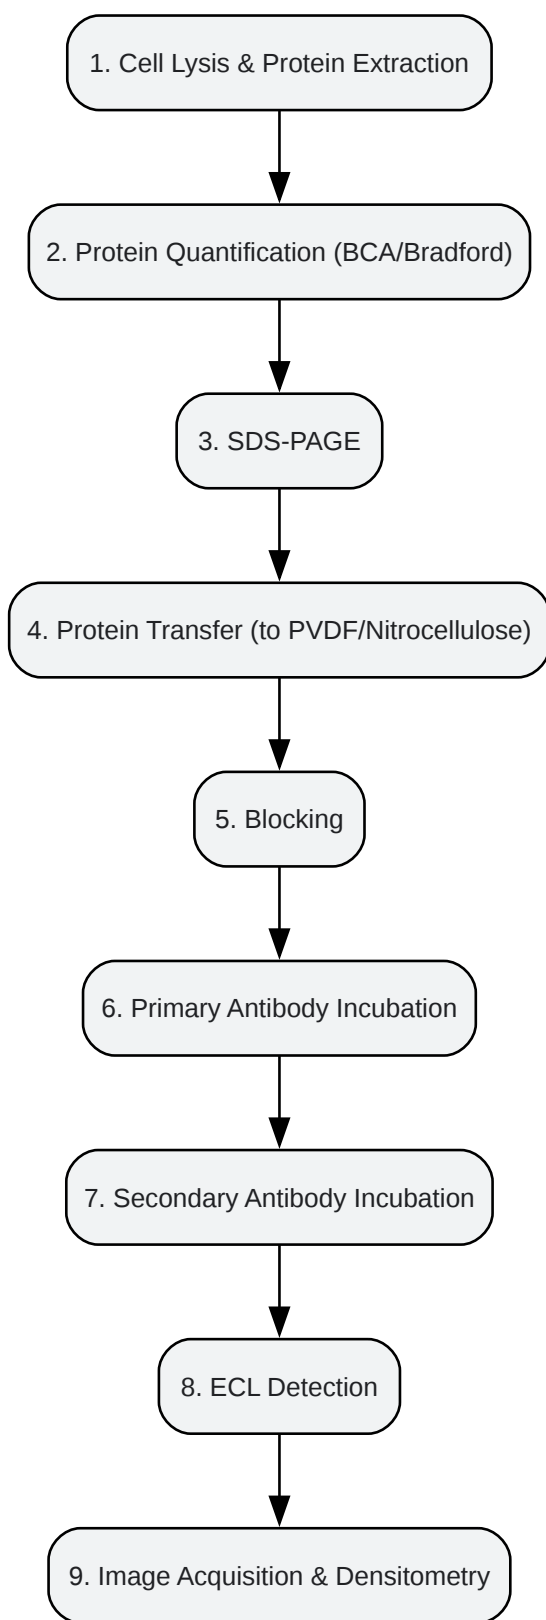 1. Cell Lysis & Protein Extraction
2. Protein Quantification (BCA/Bradford)
3. SDS-PAGE
4. Protein Transfer (to PVDF/Nitrocellulose)
5. Blocking
6. Primary Antibody Incubation
7. Secondary Antibody Incubation
8. ECL Detection
9. Image Acquisition & Densitometry